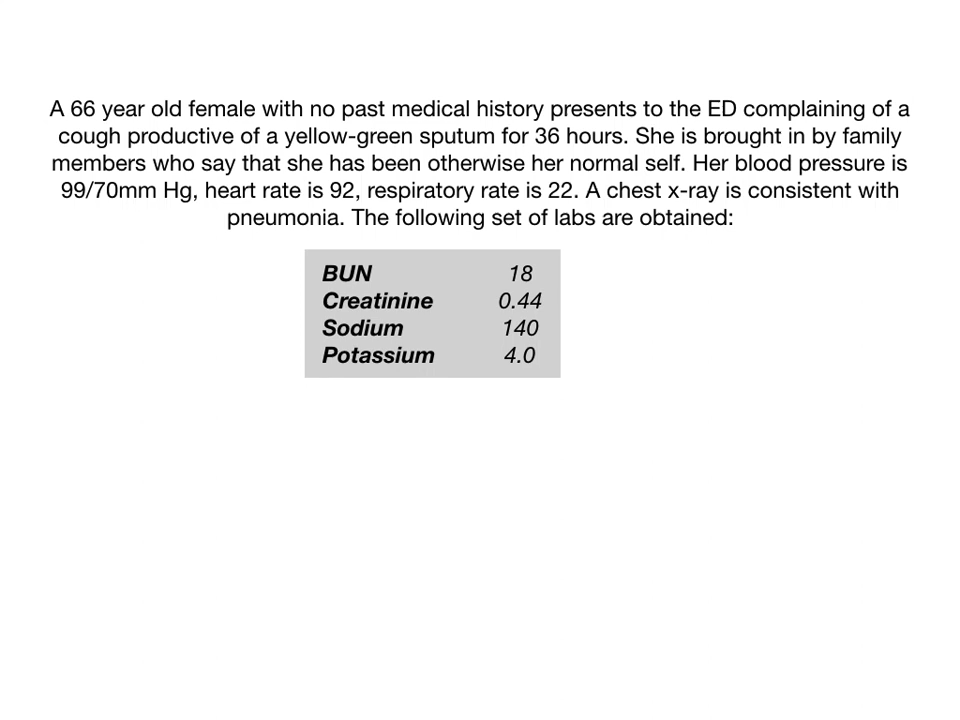 A 66 year old female with no past medical history presents to the ED complaining of a
cough productive of a yellow-green sputum for 36 hours. She is brought in by family
members who say that she has been otherwise her normal self. Her blood pressure is
99/70mm Hg, heart rate is 92, respiratory rate is 22. A chest x-ray is consistent with
pneumonia. The following set of labs are obtained:
BUN 18
Creatinine 0.44
Sodium 140
Potassium 4.0